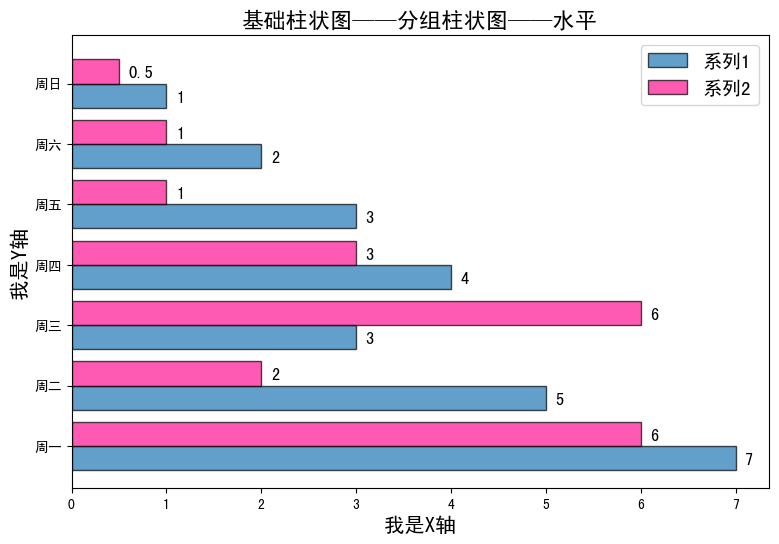 基础柱状图——分组柱状图——水平
系列1
系列2
我是Y轴
周日
0.5
1
周六
1
2
周五
1
3
周四
3
4
周三
6
3
周二
2
5
周一
6
7
0 1 2 3 4 5 6 7
我是X轴